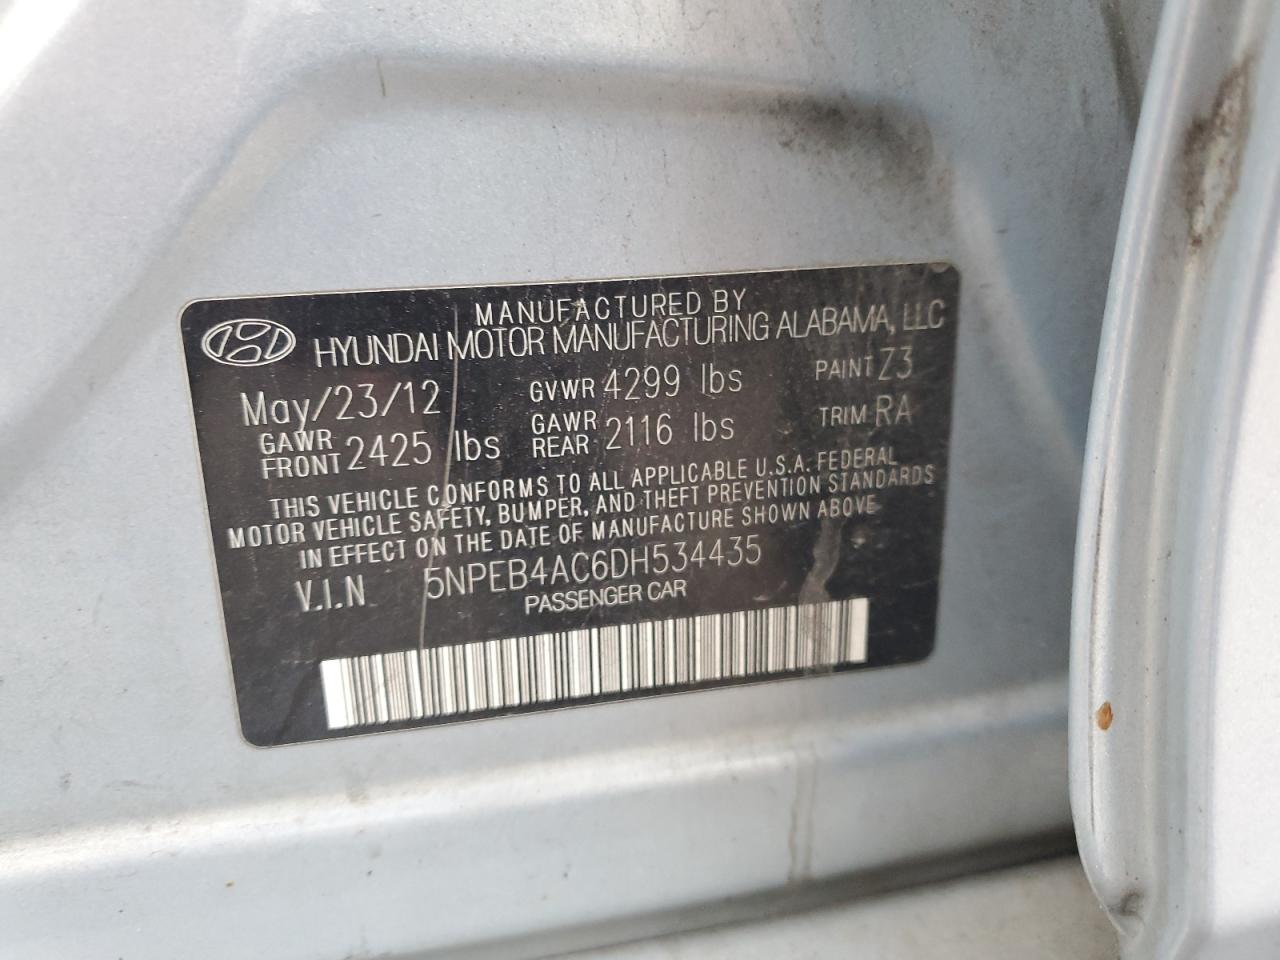 MANUFACTURED BY
HYUNDAI MOTOR MANUFACTURING ALABAMA, LLC
May/23/12 GVWR 4299 lbs PAINT Z3
GAWR FRONT 2425 lbs GAWR REAR 2116 lbs TRIM RA
THIS VEHICLE CONFORMS TO ALL APPLICABLE U.S.A. FEDERAL
MOTOR VEHICLE SAFETY, BUMPER, AND THEFT PREVENTION STANDARDS
IN EFFECT ON THE DATE OF MANUFACTURE SHOWN ABOVE
V.I.N 5NPEB4AC6DH534435
PASSENGER CAR